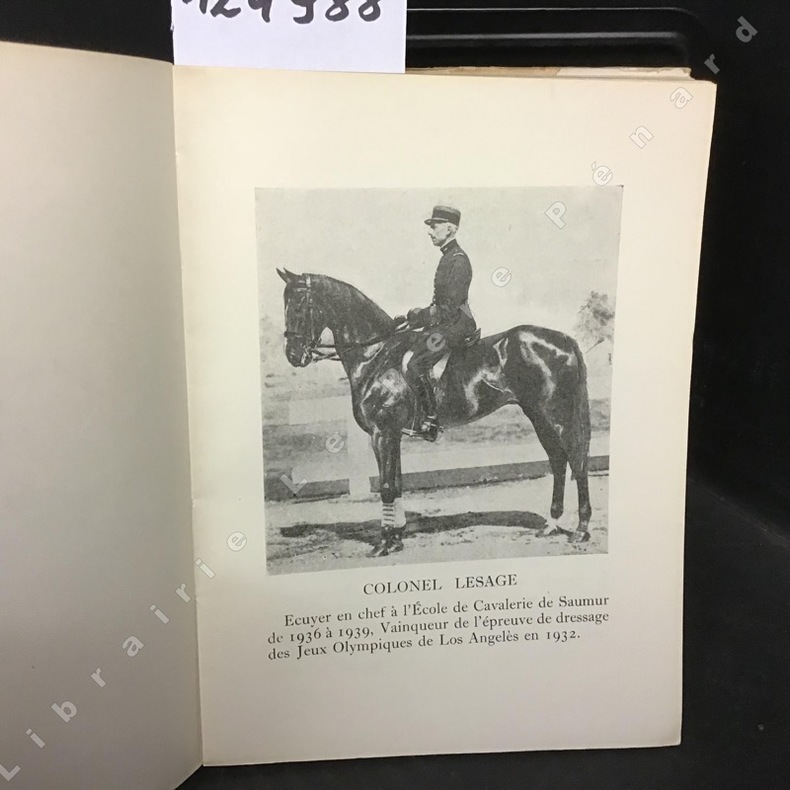 COLONEL LESAGE
Ecuyer en chef à l'École de Cavalerie de Saumur
de 1936 à 1939, Vainqueur de l'épreuve de dressage
des Jeux Olympiques de Los Angelès en 1932.
Librairie Le Père Pénard